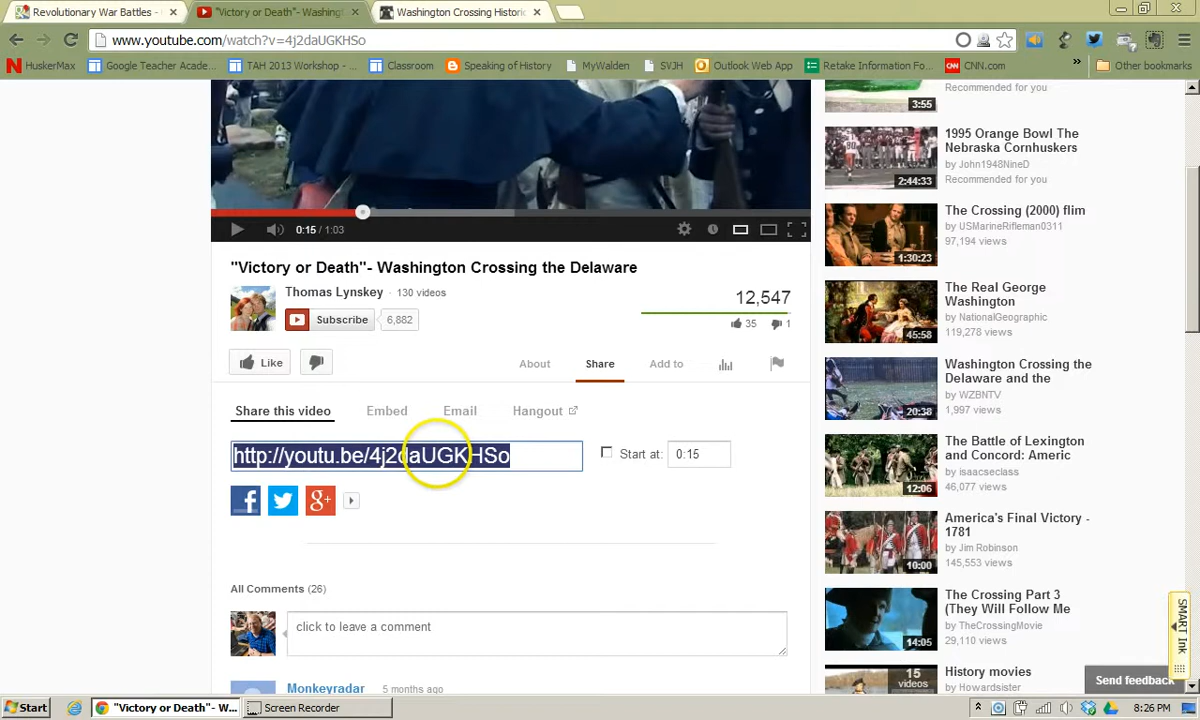 Revolutionary War Battles -
"Victory or Death"- Washing
Washington Crossing Historic
www.youtube.com/watch?v=4j2daUGKHSo
HuskerMax
Google Teacher Acade...
TAH 2013 Workshop - ...
Classroom
Speaking of History
MyWalden
SVJH
Outlook Web App
Retake Information Fo...
CNN.com
»
Other bookmarks
0:15 / 1:03
"Victory or Death"- Washington Crossing the Delaware
Thomas Lynskey · 130 videos
Subscribe 6,882
12,547
35 1
Like
About Share Add to
Share this video Embed Email Hangout
http://youtu.be/4j2daUGKHSo
Start at: 0:15
All Comments (26)
click to leave a comment
Monkeyradar 5 months ago
3:55
Recommended for you
2:44:33
1995 Orange Bowl The
Nebraska Cornhuskers
by John1948NineD
Recommended for you
1:30:23
The Crossing (2000) flim
by USMarineRifleman0311
97,194 views
45:58
The Real George
Washington
by NationalGeographic
119,278 views
20:38
Washington Crossing the
Delaware and the
by WZBNTV
1,997 views
12:06
The Battle of Lexington
and Concord: Americ
by isaacseclass
46,077 views
10:00
America's Final Victory -
1781
by Jim Robinson
145,553 views
14:05
The Crossing Part 3
(They Will Follow Me
by TheCrossingMovie
29,110 views
15
videos
History movies
by Howardsister
SMART Ink
Send feedback
Start
"Victory or Death"- W...
Screen Recorder
8:26 PM